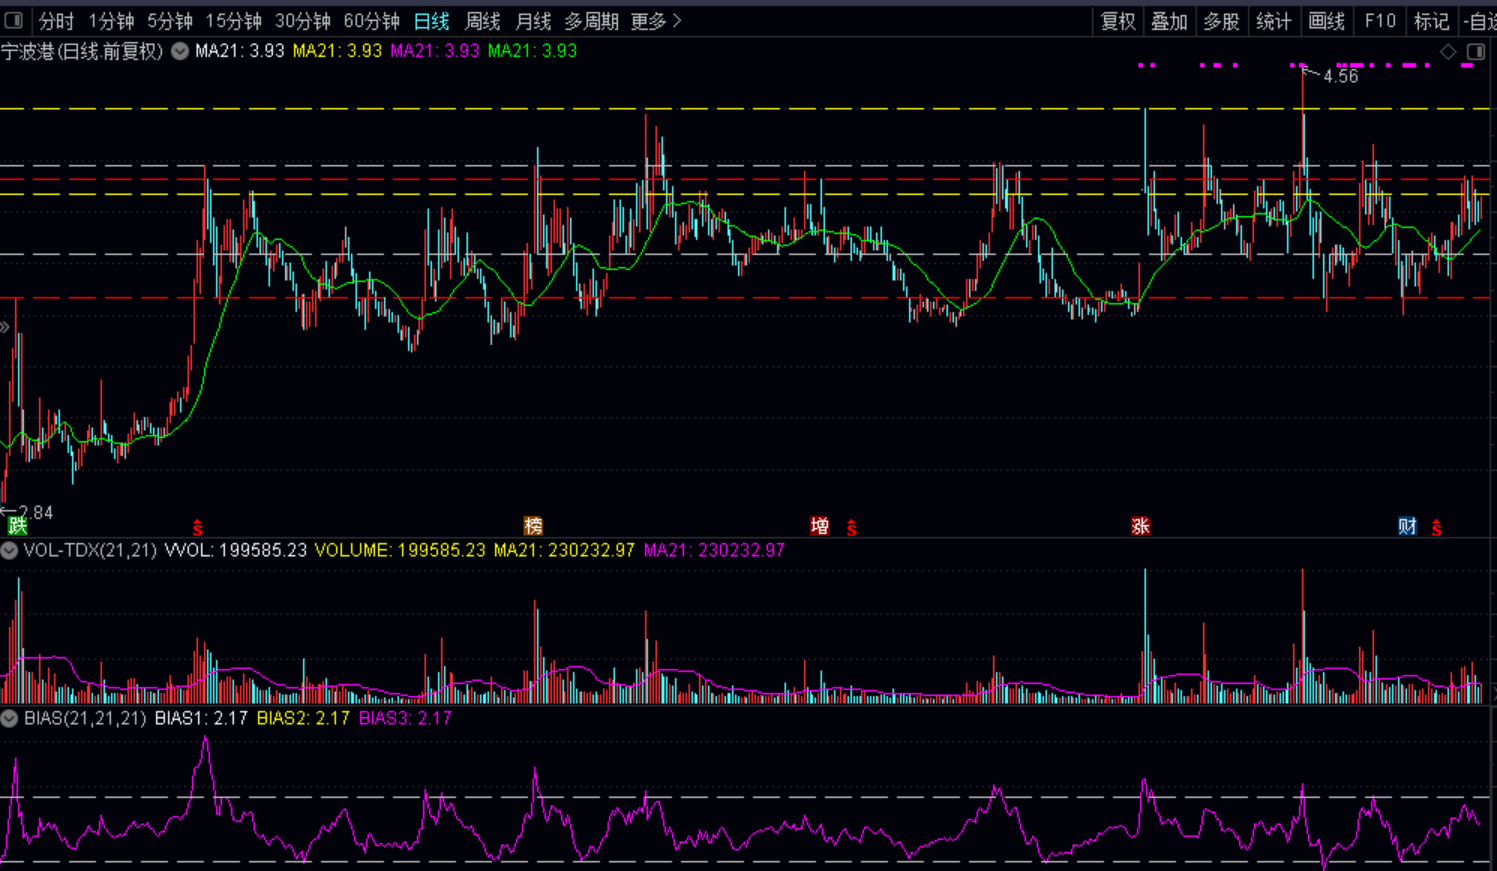 分时 1分钟 5分钟 15分钟 30分钟 60分钟 日线 周线 月线 多周期 更多 复权 叠加 多股 统计 画线 F10 标记 -自选
宁波港(日线.前复权) MA21: 3.93 MA21: 3.93 MA21: 3.93 MA21: 3.93
4.56
2.84
跌 S 榜 增 S 涨 财 S
VOL-TDX(21,21) VVOL: 199585.23 VOLUME: 199585.23 MA21: 230232.97 MA21: 230232.97
BIAS(21,21,21) BIAS1: 2.17 BIAS2: 2.17 BIAS3: 2.17